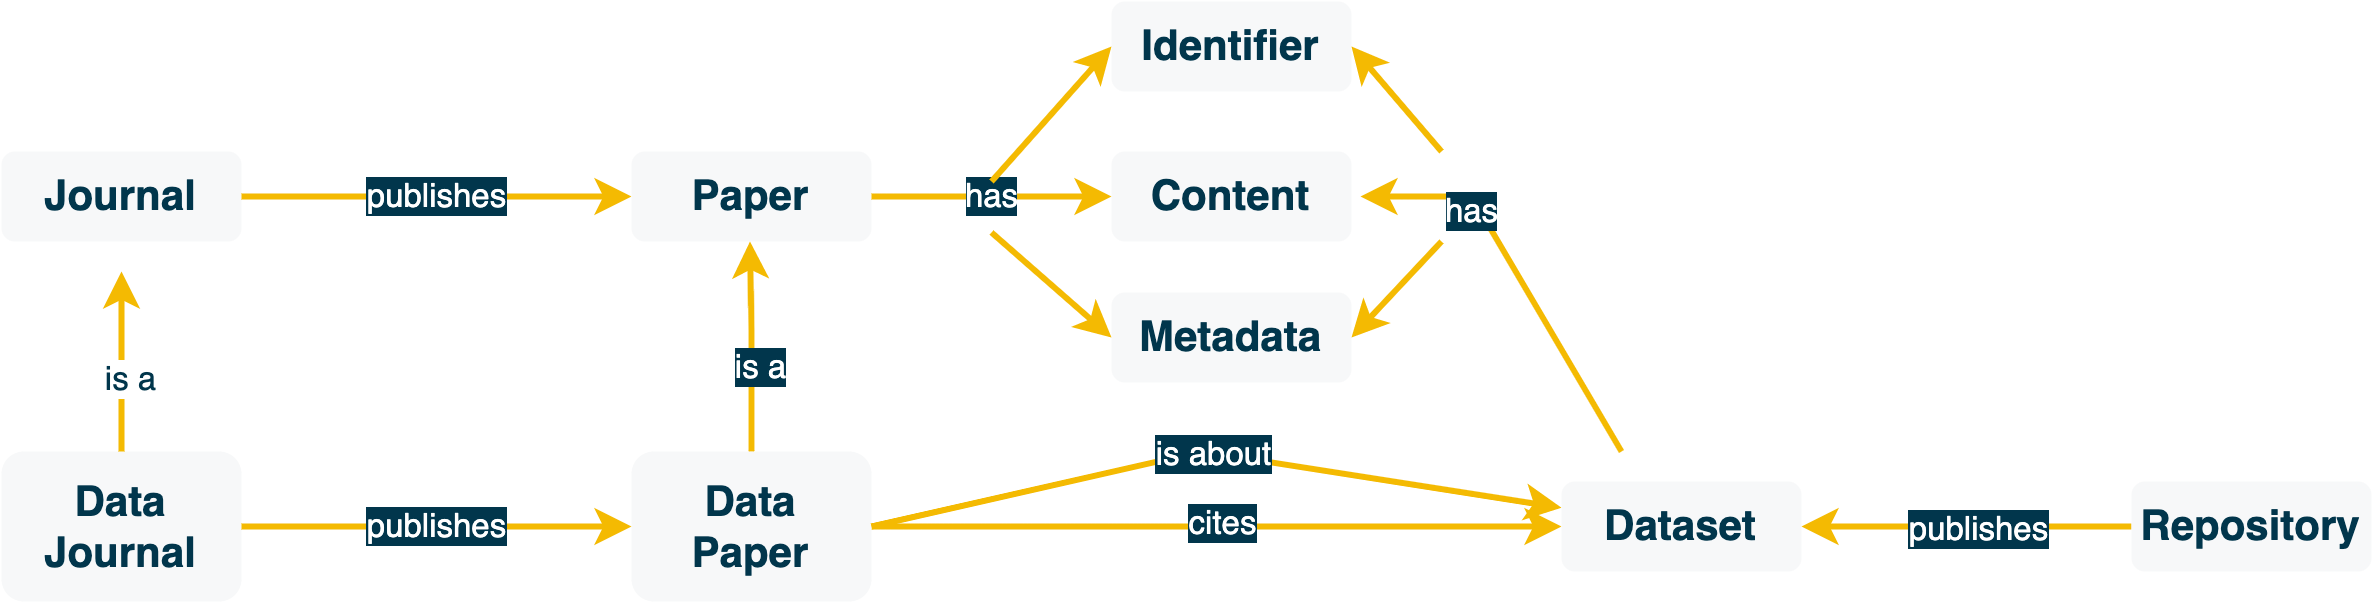 Identifier
Journal
publishes
Paper
has
Content
has
Metadata
is a
is a
is about
Data
Journal
publishes
Data
Paper
cites
Dataset
publishes
Repository